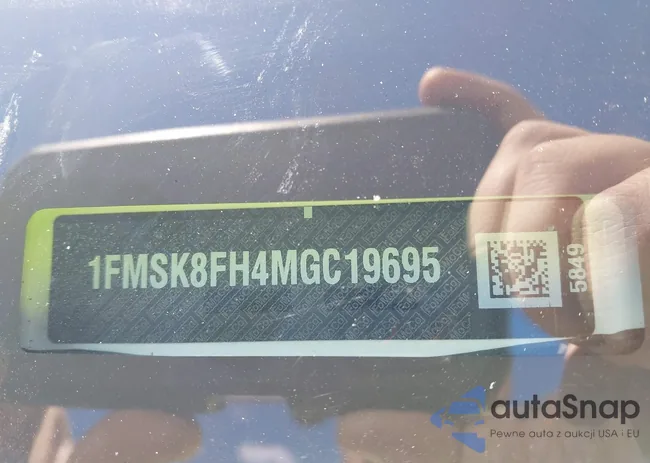 1FMSK8FH4MGC19695
5849
autaSnap
Pewne auta z aukcji USA i EU